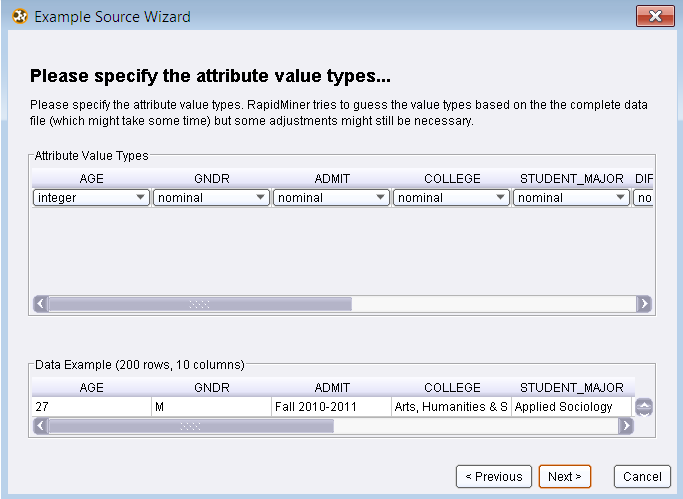 Example Source Wizard
Please specify the attribute value types...
Please specify the attribute value types. RapidMiner tries to guess the value types based on the the complete data
file (which might take some time) but some adjustments might still be necessary.
Attribute Value Types
AGE GNDR ADMIT COLLEGE STUDENT_MAJOR DIF
integer nominal nominal nominal nominal no
Data Example (200 rows, 10 columns)
AGE GNDR ADMIT COLLEGE STUDENT_MAJOR
27 M Fall 2010-2011 Arts, Humanities & S Applied Sociology
< Previous Next > Cancel